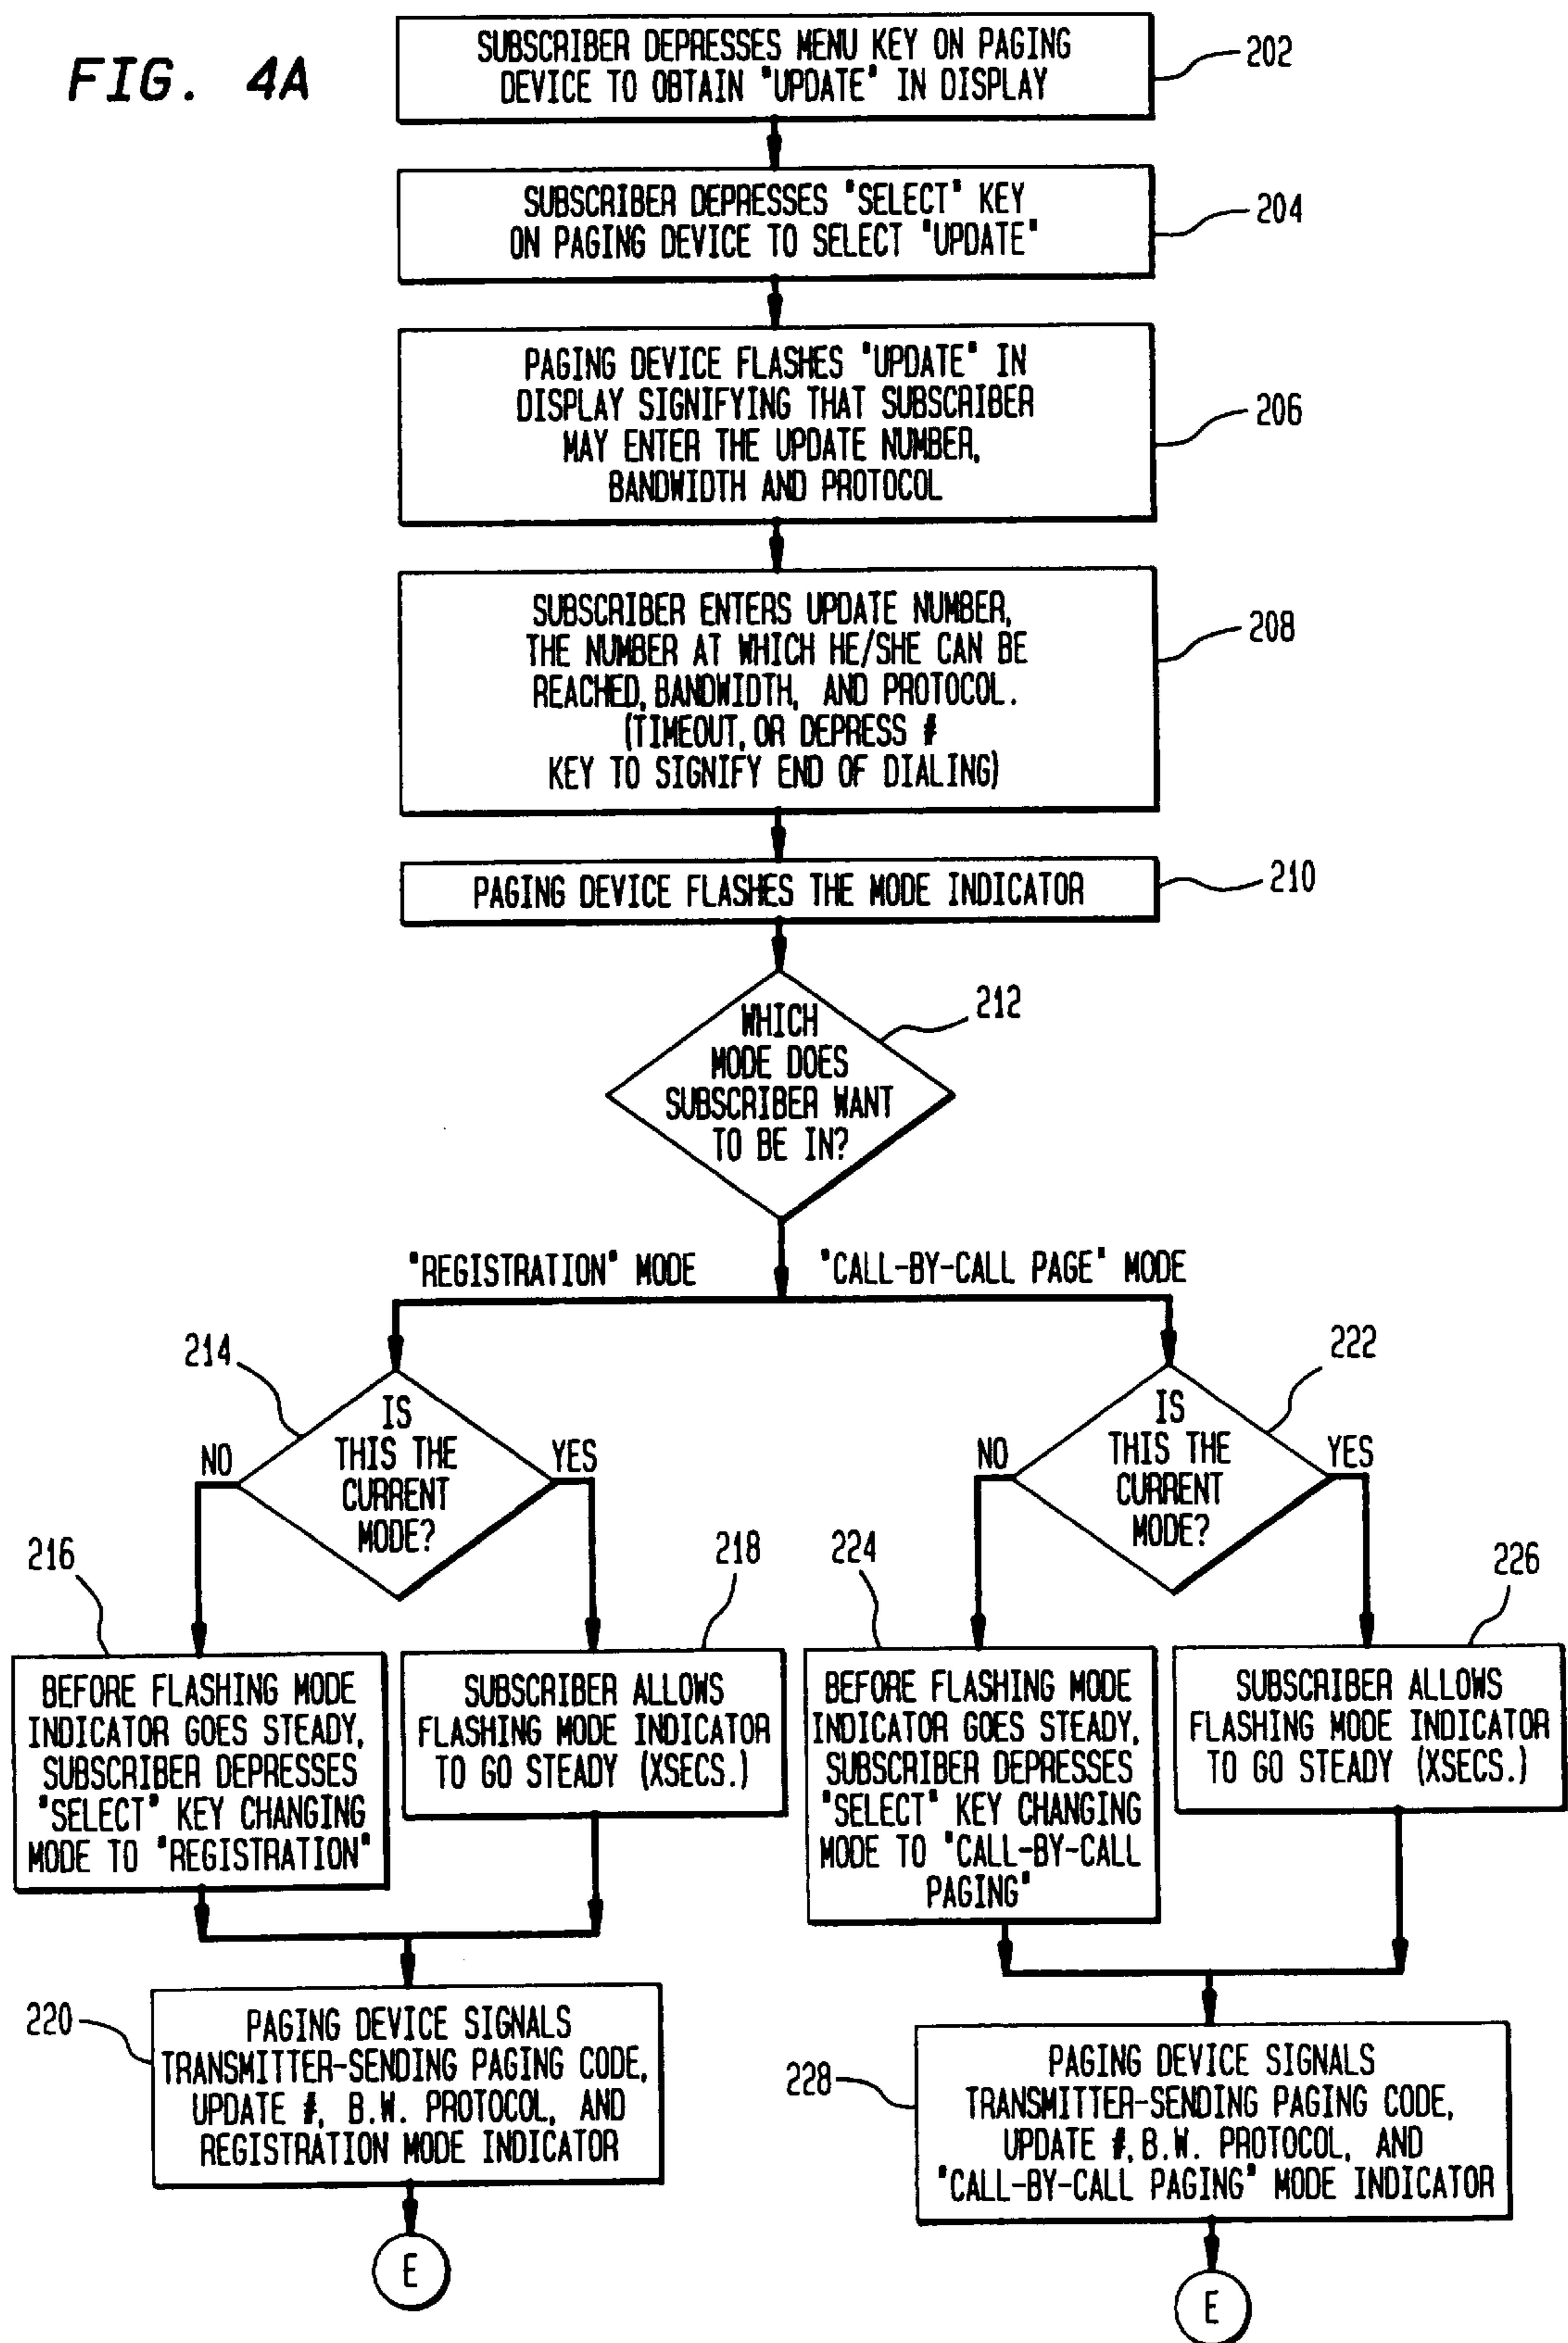 FIG. 4A
SUBSCRIBER DEPRESSES MENU KEY ON PAGING
DEVICE TO OBTAIN "UPDATE" IN DISPLAY
202
SUBSCRIBER DEPRESSES "SELECT" KEY
ON PAGING DEVICE TO SELECT "UPDATE"
204
PAGING DEVICE FLASHES "UPDATE" IN
DISPLAY SIGNIFYING THAT SUBSCRIBER
MAY ENTER THE UPDATE NUMBER,
BANDWIDTH AND PROTOCOL
206
SUBSCRIBER ENTERS UPDATE NUMBER,
THE NUMBER AT WHICH HE/SHE CAN BE
REACHED, BANDWIDTH, AND PROTOCOL.
(TIMEOUT, OR DEPRESS #
KEY TO SIGNIFY END OF DIALING)
208
PAGING DEVICE FLASHES THE MODE INDICATOR
210
WHICH
MODE DOES
SUBSCRIBER WANT
TO BE IN?
212
"REGISTRATION" MODE
"CALL-BY-CALL PAGE" MODE
214
IS
THIS THE
CURRENT
MODE?
NO
YES
222
IS
THIS THE
CURRENT
MODE?
NO
YES
216
BEFORE FLASHING MODE
INDICATOR GOES STEADY,
SUBSCRIBER DEPRESSES
"SELECT" KEY CHANGING
MODE TO "REGISTRATION"
218
SUBSCRIBER ALLOWS
FLASHING MODE INDICATOR
TO GO STEADY (XSECS.)
224
BEFORE FLASHING MODE
INDICATOR GOES STEADY,
SUBSCRIBER DEPRESSES
"SELECT" KEY CHANGING
MODE TO "CALL-BY-CALL
PAGING"
226
SUBSCRIBER ALLOWS
FLASHING MODE INDICATOR
TO GO STEADY (XSECS.)
220
PAGING DEVICE SIGNALS
TRANSMITTER-SENDING PAGING CODE,
UPDATE #, B.W. PROTOCOL, AND
REGISTRATION MODE INDICATOR
E
228
PAGING DEVICE SIGNALS
TRANSMITTER-SENDING PAGING CODE,
UPDATE #, B.W. PROTOCOL, AND
"CALL-BY-CALL PAGING" MODE INDICATOR
E